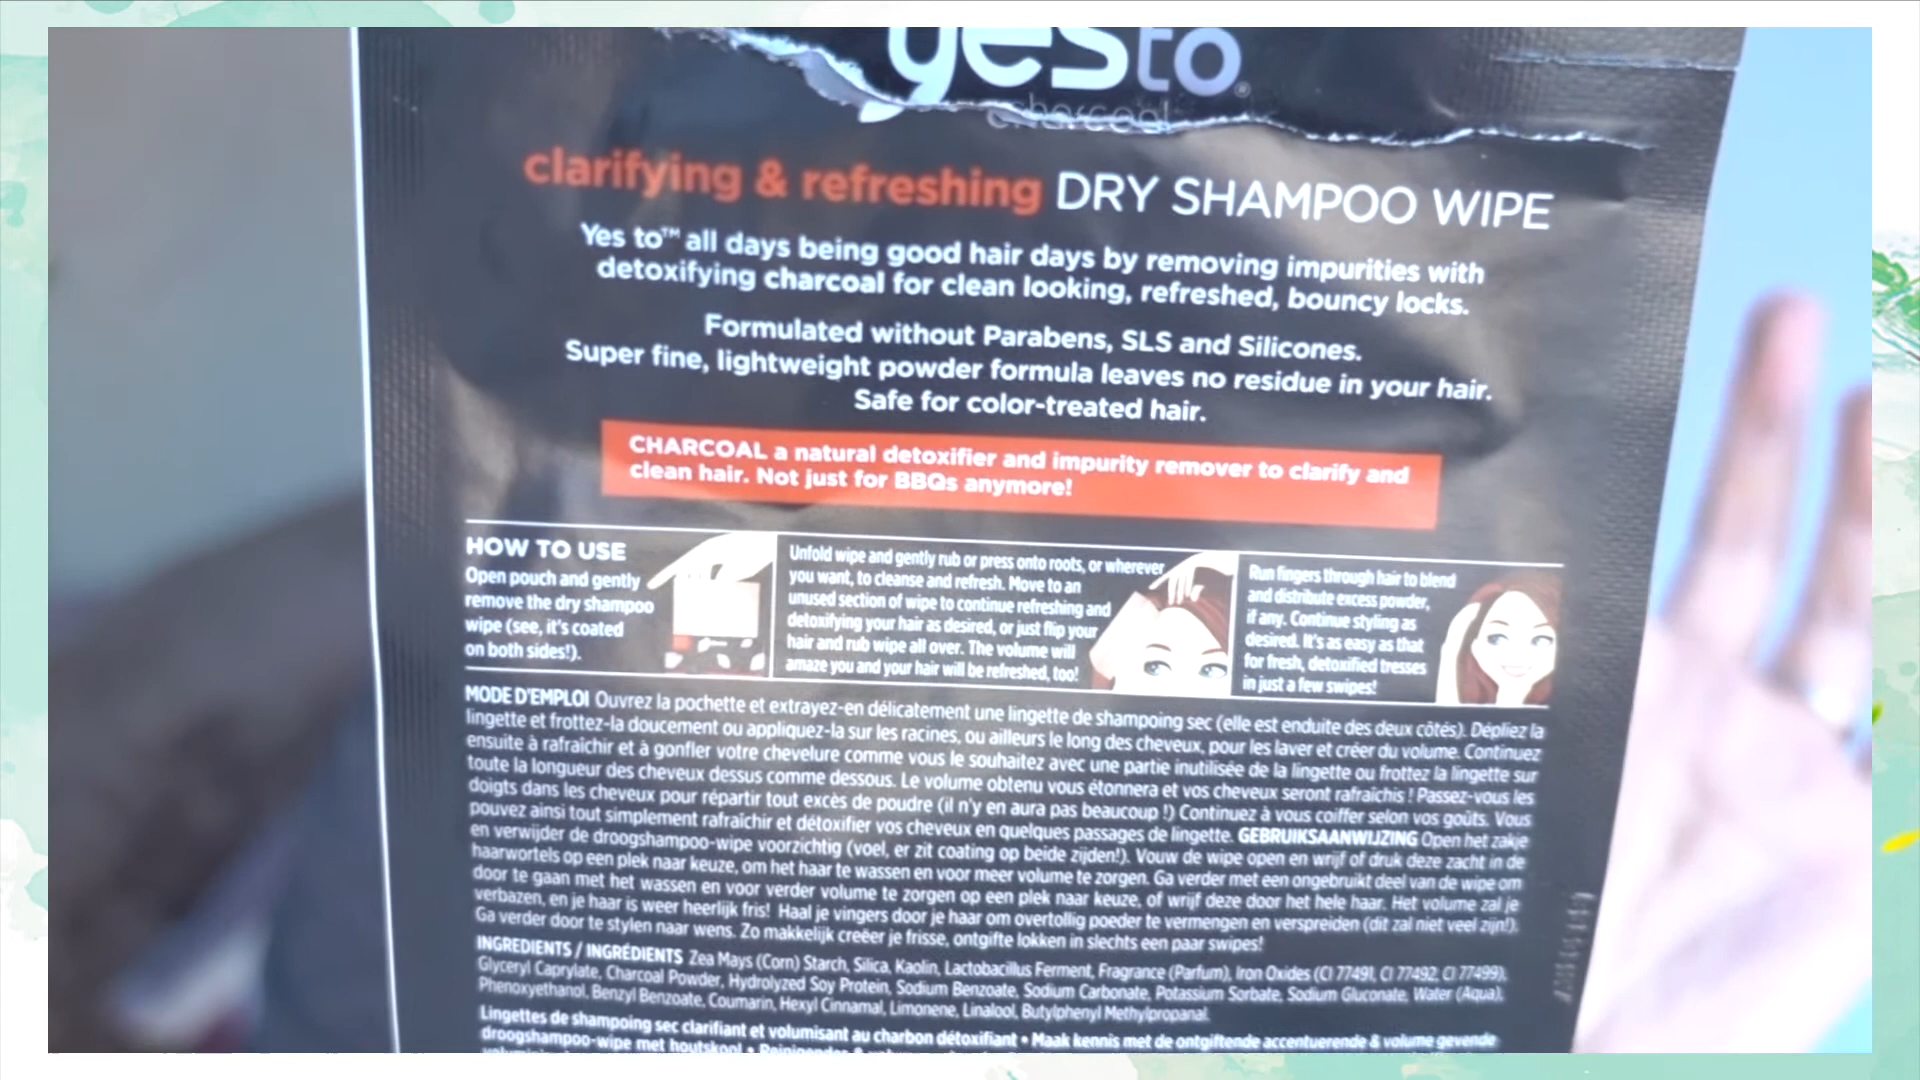 yes to
charcoal
clarifying & refreshing DRY SHAMPOO WIPE
Yes to™ all days being good hair days by removing impurities with
detoxifying charcoal for clean looking, refreshed, bouncy locks.
Formulated without Parabens, SLS and Silicones.
Super fine, lightweight powder formula leaves no residue in your hair.
Safe for color-treated hair.
CHARCOAL a natural detoxifier and impurity remover to clarify and
clean hair. Not just for BBQs anymore!
HOW TO USE
Open pouch and gently
remove the dry shampoo
wipe (see, it's coated
on both sides!).
Unfold wipe and gently rub or press onto roots, or wherever
you want, to cleanse and refresh. Move to an
unused section of wipe to continue refreshing and
detoxifying your hair as desired, or just flip your
hair and rub wipe all over. The volume will
amaze you and your hair will be refreshed, too!
Run fingers through hair to blend
and distribute excess powder,
if any. Continue styling as
desired. It's as easy as that
for fresh, detoxified tresses
in just a few swipes!
MODE D'EMPLOI Ouvrez la pochette et extrayez-en délicatement une lingette de shampoing sec (elle est enduite des deux côtés). Dépliez la
lingette et frottez-la doucement ou appliquez-la sur les racines, ou ailleurs le long des cheveux, pour les laver et créer du volume. Continuez
ensuite à rafraîchir et à gonfler votre chevelure comme vous le souhaitez avec une partie inutilisée de la lingette ou frottez la lingette sur
toute la longueur des cheveux dessus comme dessous. Le volume obtenu vous étonnera et vos cheveux seront rafraîchis ! Passez-vous les
doigts dans les cheveux pour répartir tout excès de poudre (il n'y en aura pas beaucoup !) Continuez à vous coiffer selon vos goûts. Vous
pouvez ainsi tout simplement rafraîchir et détoxifier vos cheveux en quelques passages de lingette. GEBRUIKSAANWIJZING Open het zakje
en verwijder de droogshampoo-wipe voorzichtig (voel, er zit coating op beide zijden!). Vouw de wipe open en wrijf of druk deze zacht in de
haarwortels op een plek naar keuze, om het haar te wassen en voor meer volume te zorgen. Ga verder met een ongebruikt deel van de wipe om
door te gaan met het wassen en voor verder volume te zorgen op een plek naar keuze, of wrijf deze door het hele haar. Het volume zal je
verbazen, en je haar is weer heerlijk fris! Haal je vingers door je haar om overtollig poeder te vermengen en verspreiden (dit zal niet veel zijn!).
Ga verder door te stylen naar wens. Zo makkelijk creëer je frisse, ontgifte lokken in slechts een paar swipes!
INGREDIENTS / INGRÉDIENTS Zea Mays (Corn) Starch, Silica, Kaolin, Lactobacillus Ferment, Fragrance (Parfum), Iron Oxides (CI 77491, CI 77492, CI 77499),
Glyceryl Caprylate, Charcoal Powder, Hydrolyzed Soy Protein, Sodium Benzoate, Sodium Carbonate, Potassium Sorbate, Sodium Gluconate, Water (Aqua),
Phenoxyethanol, Benzyl Benzoate, Coumarin, Hexyl Cinnamal, Limonene, Linalool, Butylphenyl Methylpropanal.
Lingettes de shampoing sec clarifiant et volumisant au charbon détoxifiant • Maak kennis met de ontgiftende accentuerende & volume gevende
droogshampoo-wipe met houtskool •